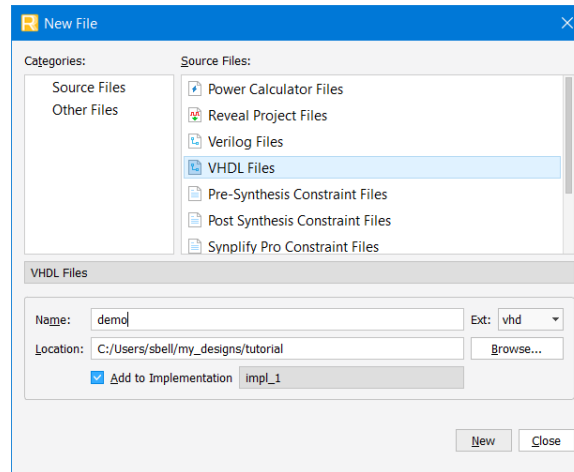 New File
Categories:
Source Files
Other Files
Source Files:
Power Calculator Files
Reveal Project Files
Verilog Files
VHDL Files
Pre-Synthesis Constraint Files
Post Synthesis Constraint Files
Synplify Pro Constraint Files
VHDL Files
Name: demo Ext: vhd
Location: C:/Users/sbell/my_designs/tutorial Browse...
Add to Implementation impl_1
New Close